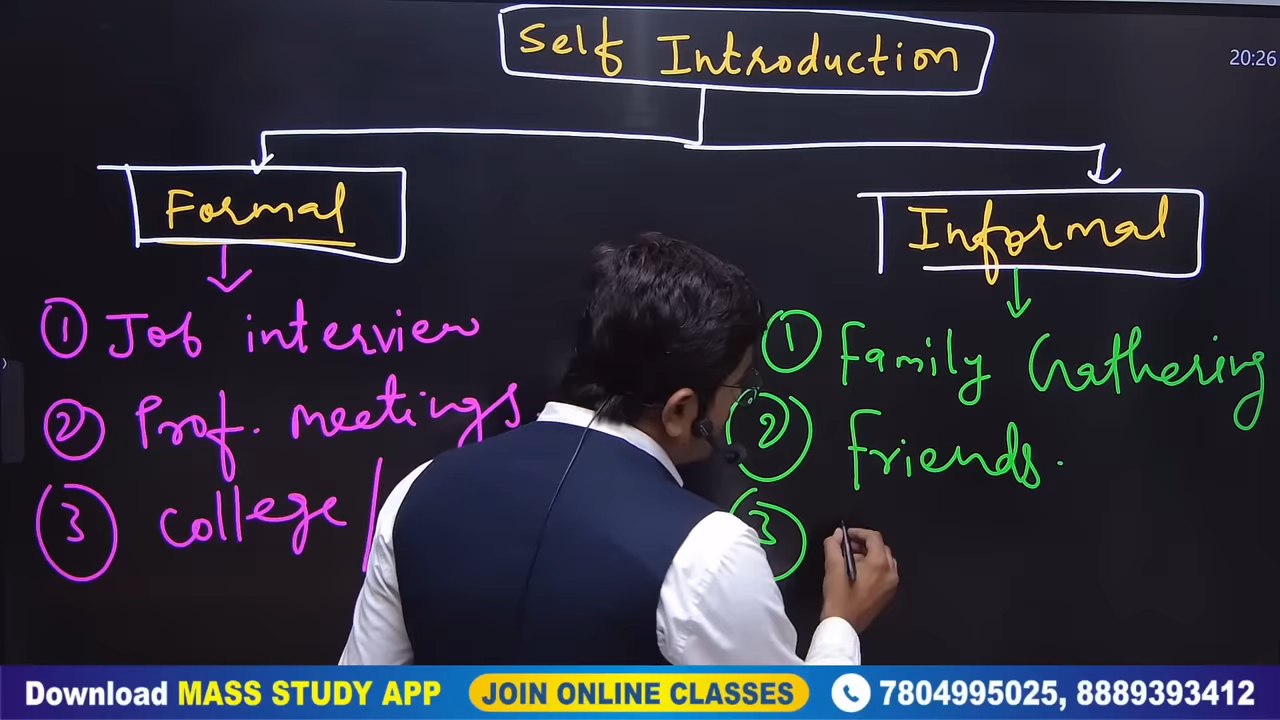 Self Introduction
20:26
Formal
Informal
① Job interview
② Prof. meetings
③ college/
① Family Gathering
② Friends.
③
Download MASS STUDY APP JOIN ONLINE CLASSES 7804995025, 8889393412